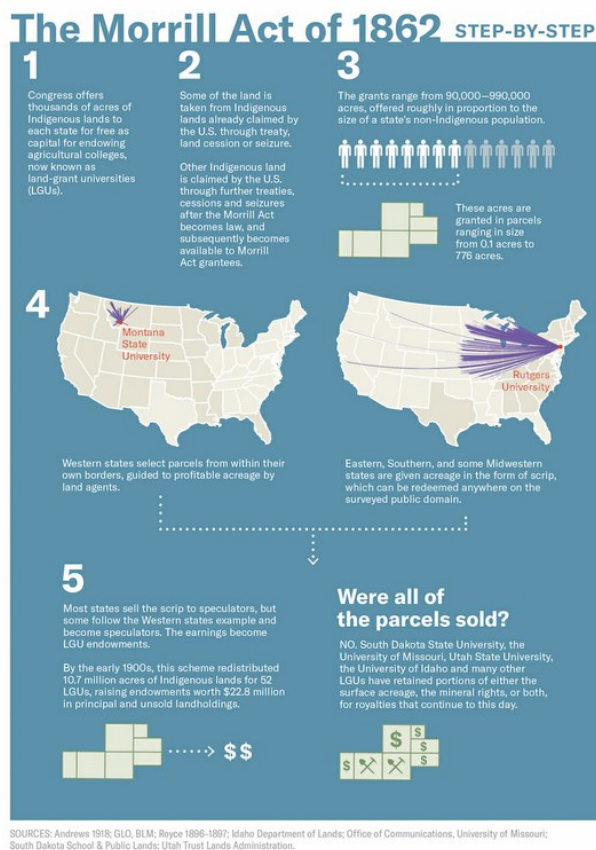 The Morrill Act of 1862 STEP-BY-STEP
1
Congress offers
thousands of acres of
Indigenous lands to
each state for free as
capital for endowing
agricultural colleges,
now known as
land-grant universities
(LGUs).
2
Some of the land is
taken from Indigenous
lands already claimed by
the U.S. through treaty,
land cession or seizure.
Other Indigenous land
is claimed by the U.S.
through further treaties,
cessions and seizures
after the Morrill Act
becomes law, and
subsequently becomes
available to Morrill
Act grantees.
3
The grants range from 90,000—990,000
acres, offered roughly in proportion to the
size of a state's non-Indigenous population.
These acres are
granted in parcels
ranging in size
from 0.1 acres to
776 acres.
4
Montana
State
University
Western states select parcels from within their
own borders, guided to profitable acreage by
land agents.
Rutgers
University
Eastern, Southern, and some Midwestern
states are given acreage in the form of scrip,
which can be redeemed anywhere on the
surveyed public domain.
5
Most states sell the scrip to speculators, but
some follow the Western states example and
become speculators. The earnings become
LGU endowments.
By the early 1900s, this scheme redistributed
10.7 million acres of Indigenous lands for 52
LGUs, raising endowments worth $22.8 million
in principal and unsold landholdings.
$$
Were all of
the parcels sold?
NO. South Dakota State University, the
University of Missouri, Utah State University,
the University of Idaho and many other
LGUs have retained portions of either the
surface acreage, the mineral rights, or both,
for royalties that continue to this day.
$ $
$
$ $
SOURCES: Andrews 1918; GLO, BLM; Royce 1896-1897; Idaho Department of Lands; Office of Communications, University of Missouri;
South Dakota School & Public Lands; Utah Trust Lands Administration.